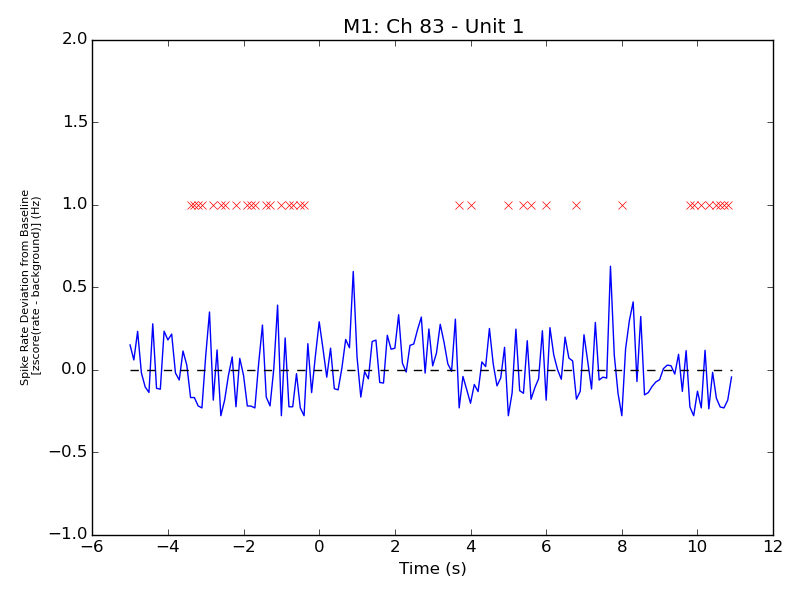 M1: Ch 83 - Unit 1
Spike Rate Deviation from Baseline
[zscore(rate - background)] (Hz)
2.0
1.5
1.0
0.5
0.0
−0.5
−1.0
−6 −4 −2 0 2 4 6 8 10 12
Time (s)